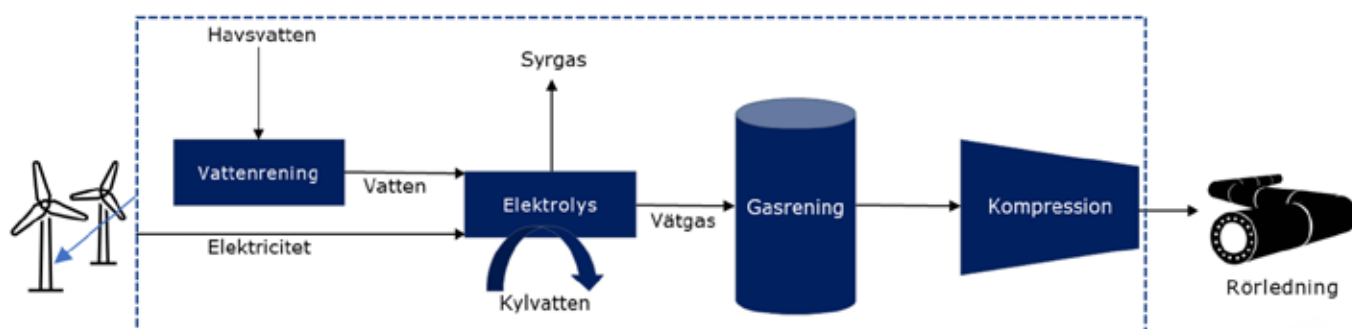 Havsvatten
Syrgas
Vattenrening
Vatten
Elektrolys
Vätgas
Gasrening
Kompression
Elektricitet
Kylvatten
Rörledning